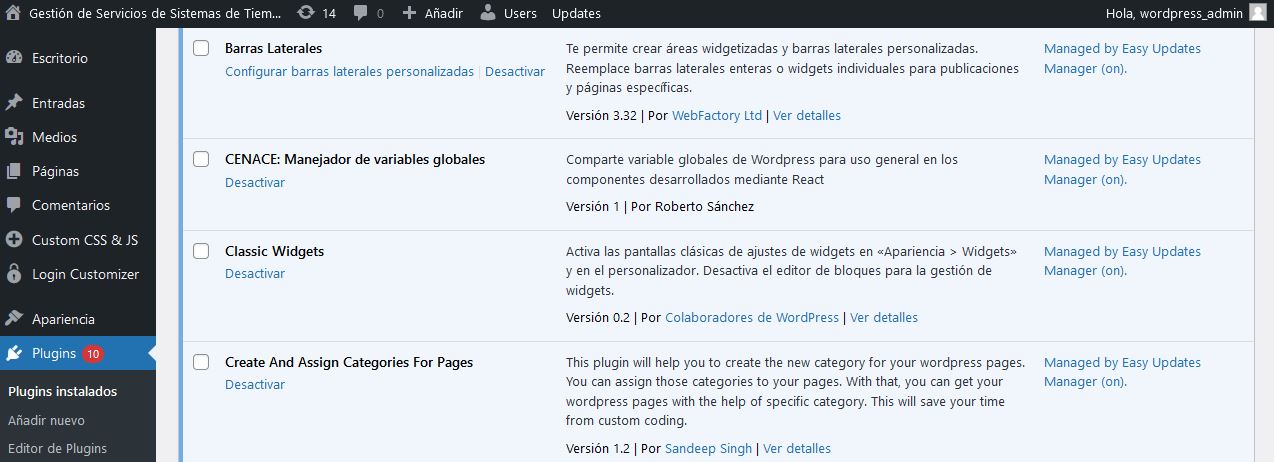 Gestión de Servicios de Sistemas de Tiem... 14 0 + Añadir Users Updates Hola, wordpress_admin
Escritorio
Entradas
Medios
Páginas
Comentarios
Custom CSS & JS
Login Customizer
Apariencia
Plugins 10
Plugins instalados
Añadir nuevo
Editor de Plugins
Barras Laterales
Configurar barras laterales personalizadas | Desactivar
Te permite crear áreas widgetizadas y barras laterales personalizadas.
Reemplace barras laterales enteras o widgets individuales para publicaciones
y páginas específicas.
Versión 3.32 | Por WebFactory Ltd | Ver detalles
Managed by Easy Updates
Manager (on).
CENACE: Manejador de variables globales
Desactivar
Comparte variable globales de Wordpress para uso general en los
componentes desarrollados mediante React
Versión 1 | Por Roberto Sánchez
Managed by Easy Updates
Manager (on).
Classic Widgets
Desactivar
Activa las pantallas clásicas de ajustes de widgets en «Apariencia > Widgets»
y en el personalizador. Desactiva el editor de bloques para la gestión de
widgets.
Versión 0.2 | Por Colaboradores de WordPress | Ver detalles
Managed by Easy Updates
Manager (on).
Create And Assign Categories For Pages
Desactivar
This plugin will help you to create the new category for your wordpress pages.
You can assign those categories to your pages. With that, you can get your
wordpress pages with the help of specific category. This will save your time
from custom coding.
Versión 1.2 | Por Sandeep Singh | Ver detalles
Managed by Easy Updates
Manager (on).